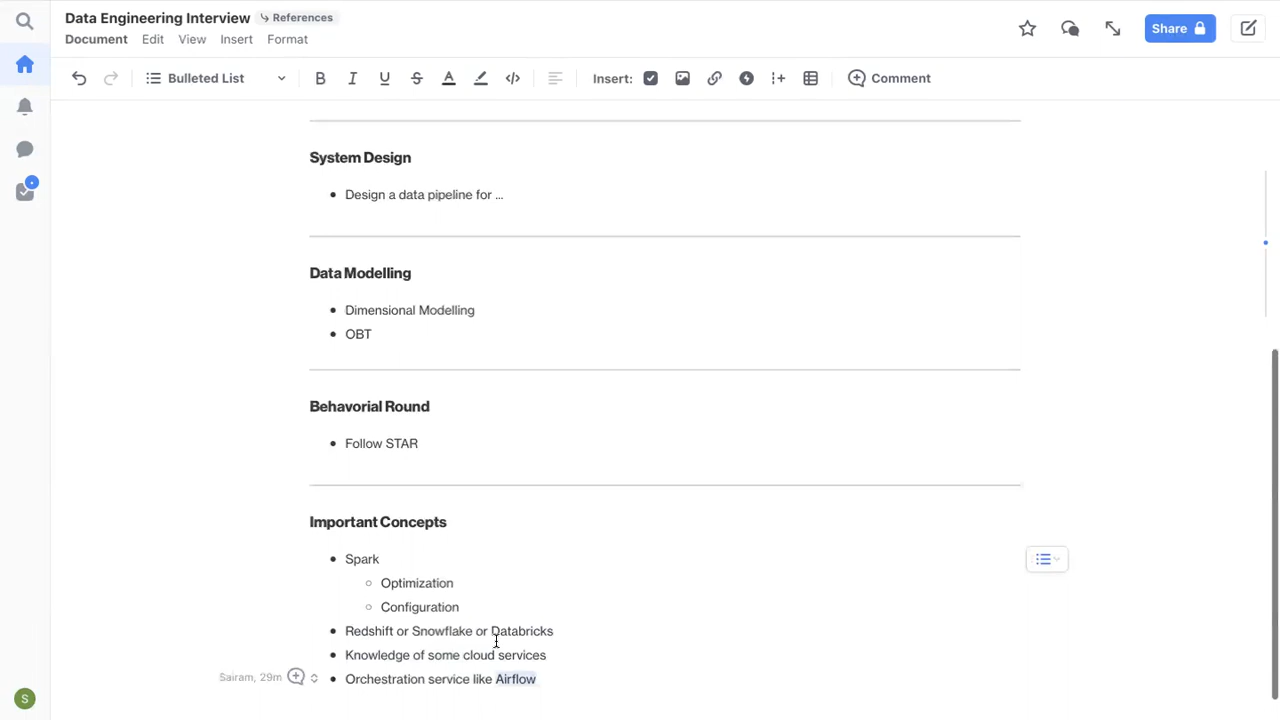 Data Engineering Interview
References
Document Edit View Insert Format
Share
Bulleted List
B I U S A
Insert:
Comment
System Design
Design a data pipeline for ...
Data Modelling
Dimensional Modelling
OBT
Behavorial Round
Follow STAR
Important Concepts
Spark
Optimization
Configuration
Redshift or Snowflake or Databricks
Knowledge of some cloud services
Sairam, 29m
Orchestration service like Airflow
S